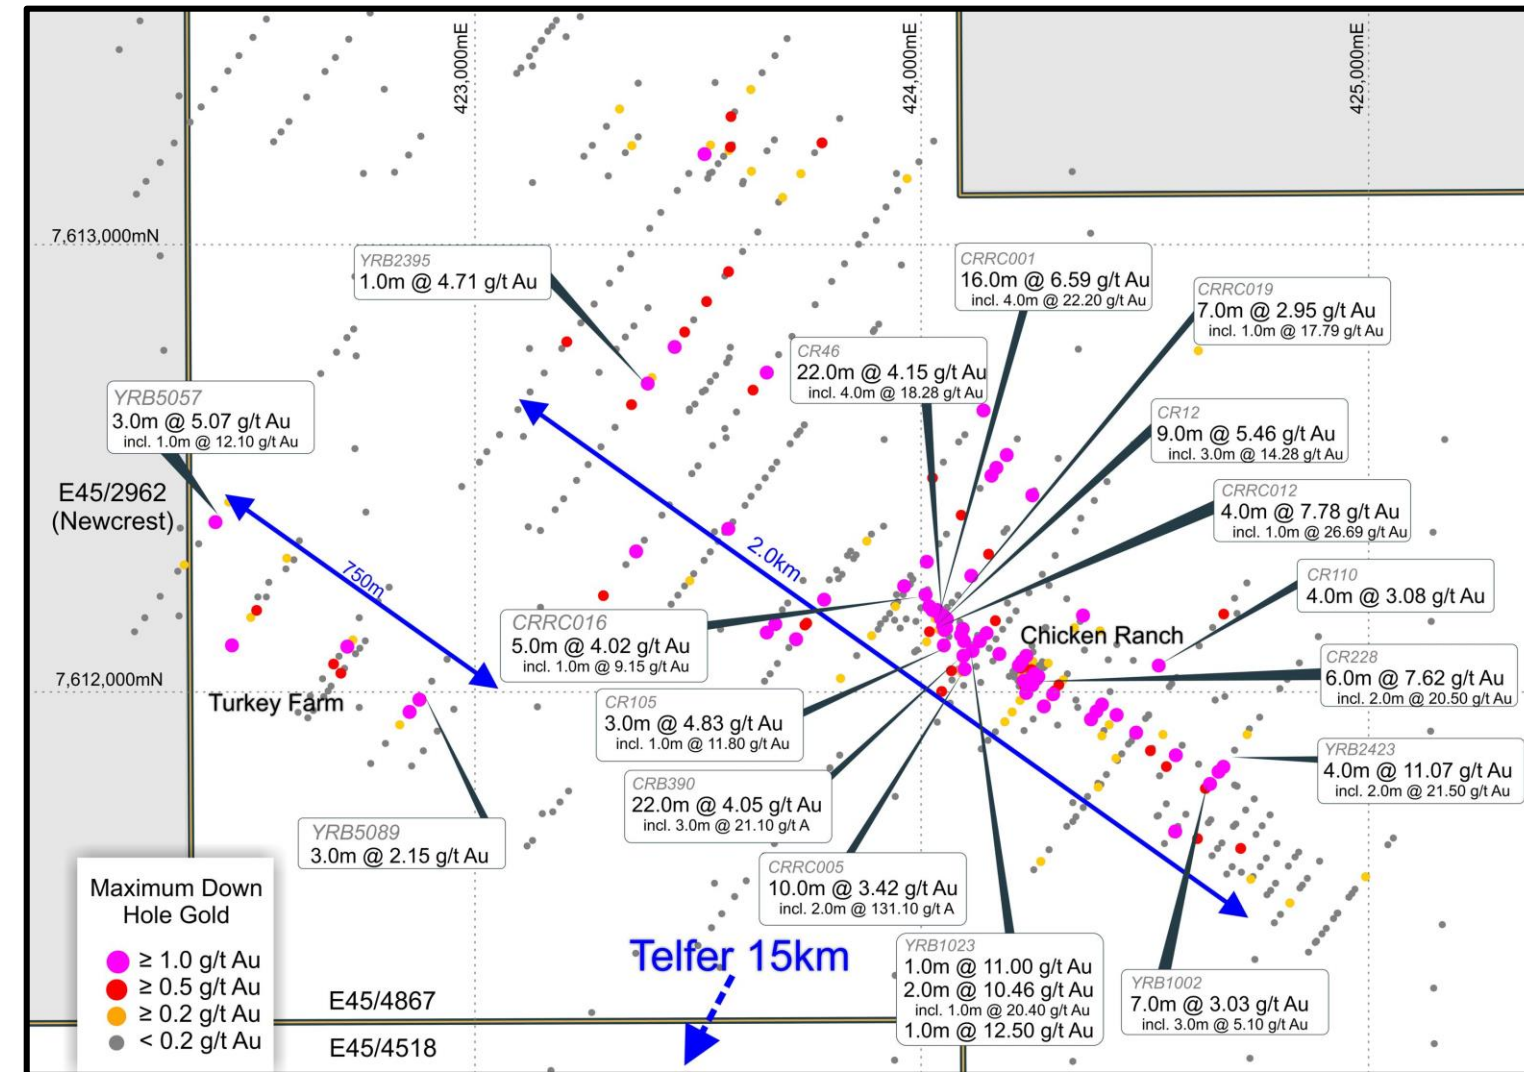 423,000mE
424,000mE
425,000mE
7,613,000mN
YRB2395
1.0m @ 4.71 g/t Au
CRRC001
16.0m @ 6.59 g/t Au
incl. 4.0m @ 22.20 g/t Au
CRRC019
7.0m @ 2.95 g/t Au
incl. 1.0m @ 17.79 g/t Au
CR46
22.0m @ 4.15 g/t Au
incl. 4.0m @ 18.28 g/t Au
YRB5057
3.0m @ 5.07 g/t Au
incl. 1.0m @ 12.10 g/t Au
CR12
9.0m @ 5.46 g/t Au
incl. 3.0m @ 14.28 g/t Au
E45/2962
(Newcrest)
CRRC012
4.0m @ 7.78 g/t Au
incl. 1.0m @ 26.69 g/t Au
750m
2.0km
CR110
4.0m @ 3.08 g/t Au
CRRC016
5.0m @ 4.02 g/t Au
incl. 1.0m @ 9.15 g/t Au
Chicken Ranch
CR228
6.0m @ 7.62 g/t Au
incl. 2.0m @ 20.50 g/t Au
7,612,000mN
Turkey Farm
CR105
3.0m @ 4.83 g/t Au
incl. 1.0m @ 11.80 g/t Au
YRB2423
4.0m @ 11.07 g/t Au
incl. 2.0m @ 21.50 g/t Au
CRB390
22.0m @ 4.05 g/t Au
incl. 3.0m @ 21.10 g/t A
YRB5089
3.0m @ 2.15 g/t Au
CRRC005
10.0m @ 3.42 g/t Au
incl. 2.0m @ 131.10 g/t A
Telfer 15km
YRB1023
1.0m @ 11.00 g/t Au
2.0m @ 10.46 g/t Au
incl. 1.0m @ 20.40 g/t Au
1.0m @ 12.50 g/t Au
YRB1002
7.0m @ 3.03 g/t Au
incl. 3.0m @ 5.10 g/t Au
Maximum Down
Hole Gold
≥ 1.0 g/t Au
≥ 0.5 g/t Au
≥ 0.2 g/t Au
< 0.2 g/t Au
E45/4867
E45/4518